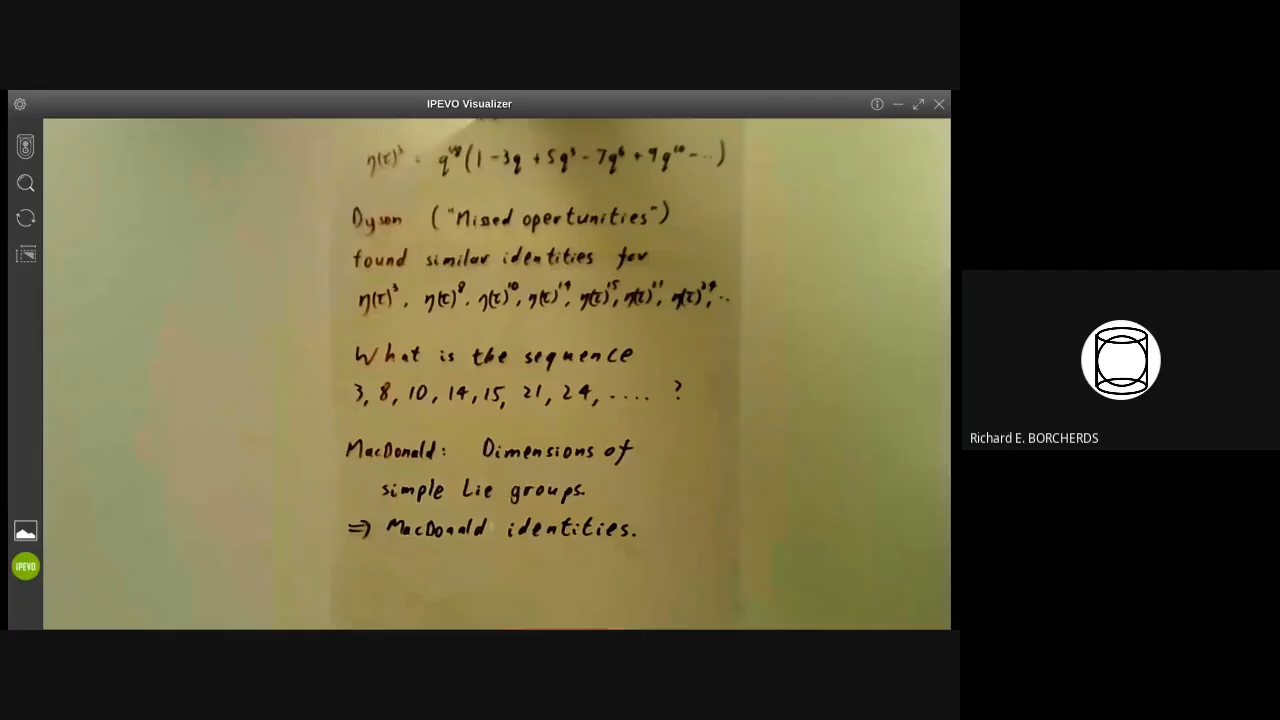 IPEVO Visualizer
η(τ)³ = q^{1/8}(1 - 3q + 5q³ - 7q⁶ + 9q¹⁰ - ...)
Dyson ("Missed opertunities")
found similar identities for
η(τ)³, η(τ)⁸, η(τ)¹⁰, η(τ)¹⁴, η(τ)¹⁵, η(τ)²¹, η(τ)²⁴, ..
What is the sequence
3, 8, 10, 14, 15, 21, 24, .... ?
MacDonald: Dimensions of
simple Lie groups.
⇒ MacDonald identities.
IPEVO
Richard E. BORCHERDS